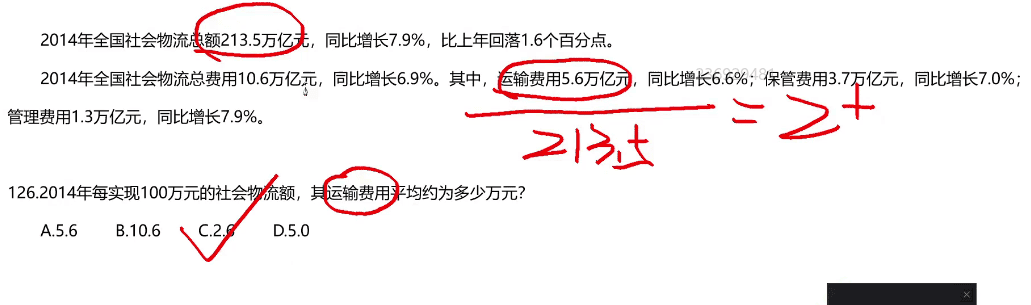 2014年全国社会物流总额213.5万亿元，同比增长7.9%，比上年回落1.6个百分点。
2014年全国社会物流总费用10.6万亿元，同比增长6.9%。其中，运输费用5.6万亿元，同比增长6.6%；保管费用3.7万亿元，同比增长7.0%；
管理费用1.3万亿元，同比增长7.9%。
213.5
=2+
126.2014年每实现100万元的社会物流额，其运输费用平均约为多少万元？
A.5.6 B.10.6 C.2.6 D.5.0